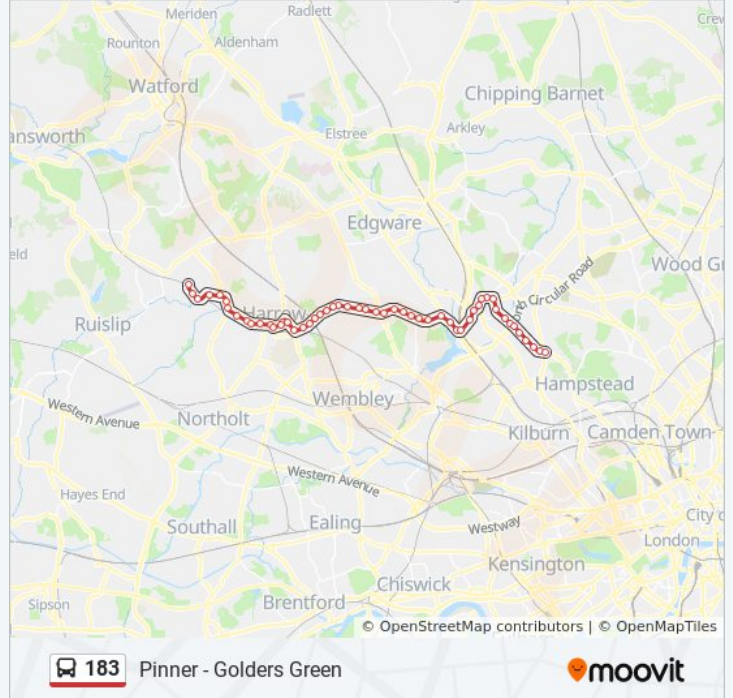 Meriden
Radlett
Crew
Rounton
Aldenham
Watford
Chipping Barnet
answorth
Elstree
Arkley
Edgware
eld
Wood Gr
rth Circular Road
Harrow
Ruislip
Hampstead
Wembley
Western Avenue
Northolt
Kilburn
Camden Town
Western Avenue
Hayes End
Southall
Ealing
Westway
City o
London
Kensington
Chiswick
Sipson
Brentford
© OpenStreetMap contributors | © OpenMapTiles
183 Pinner - Golders Green
moovit